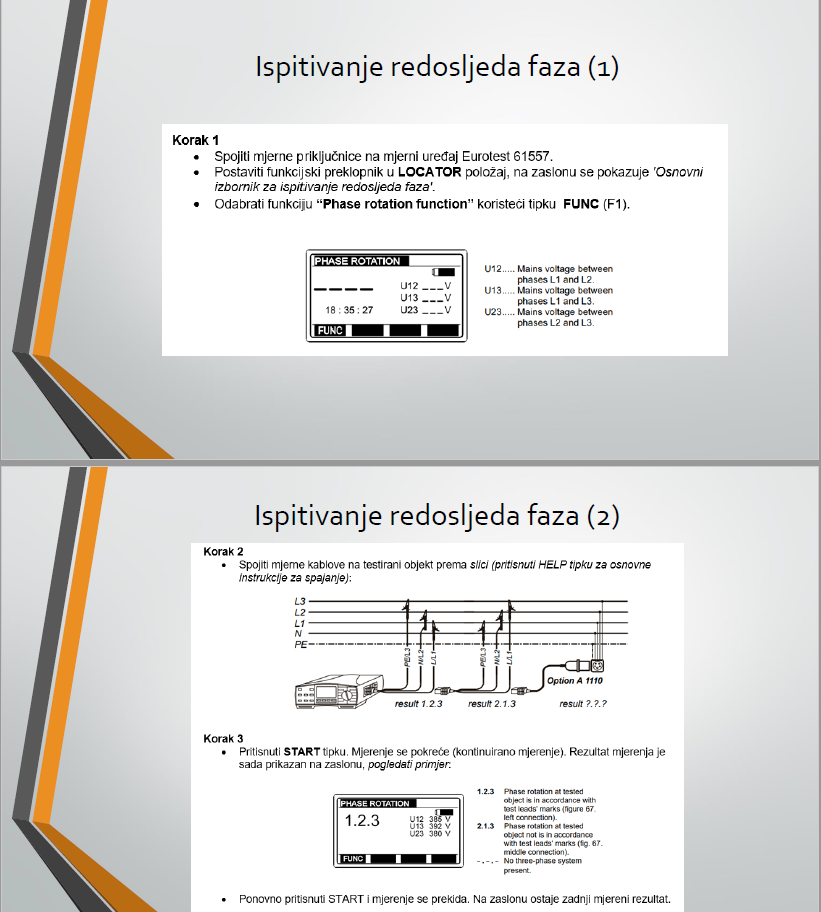 Ispitivanje redosljeda faza (1)
Korak 1
• Spojiti mjerne priključnice na mjerni uređaj Eurotest 61557.
• Postaviti funkcijski preklopnik u LOCATOR položaj, na zaslonu se pokazuje 'Osnovni
izbornik za ispitivanje redosljeda faza'.
• Odabrati funkciju “Phase rotation function” koristeći tipku FUNC (F1).
PHASE ROTATION
_ _ _ _
U12 _ _ _ V
U13 _ _ _ V
18 : 35 : 27
U23 _ _ _ V
FUNC
U12..... Mains voltage between
phases L1 and L2.
U13..... Mains voltage between
phases L1 and L3.
U23..... Mains voltage between
phases L2 and L3.
Ispitivanje redosljeda faza (2)
Korak 2
• Spojiti mjerne kablove na testirani objekt prema slici (pritisnuti HELP tipku za osnovne
instrukcije za spajanje):
L3
L2
L1
N
PE
PE/L3
N/L2
L/L1
PE/L3
N/L2
L/L1
Option A 1110
result 1.2.3
result 2.1.3
result ?.?.?
Korak 3
• Pritisnuti START tipku. Mjerenje se pokreće (kontinuirano mjerenje). Rezultat mjerenja je
sada prikazan na zaslonu, pogledati primjer:
PHASE ROTATION
1.2.3
U12 385 V
U13 392 V
U23 380 V
FUNC
1.2.3 Phase rotation at tested
object is in accordance with
test leads' marks (figure 67.
left connection).
2.1.3 Phase rotation at tested
object not is in accordance
with test leads' marks (fig. 67.
middle connection).
-.-.- No three-phase system
present.
• Ponovno pritisnuti START i mjerenje se prekida. Na zaslonu ostaje zadnji mjereni rezultat.